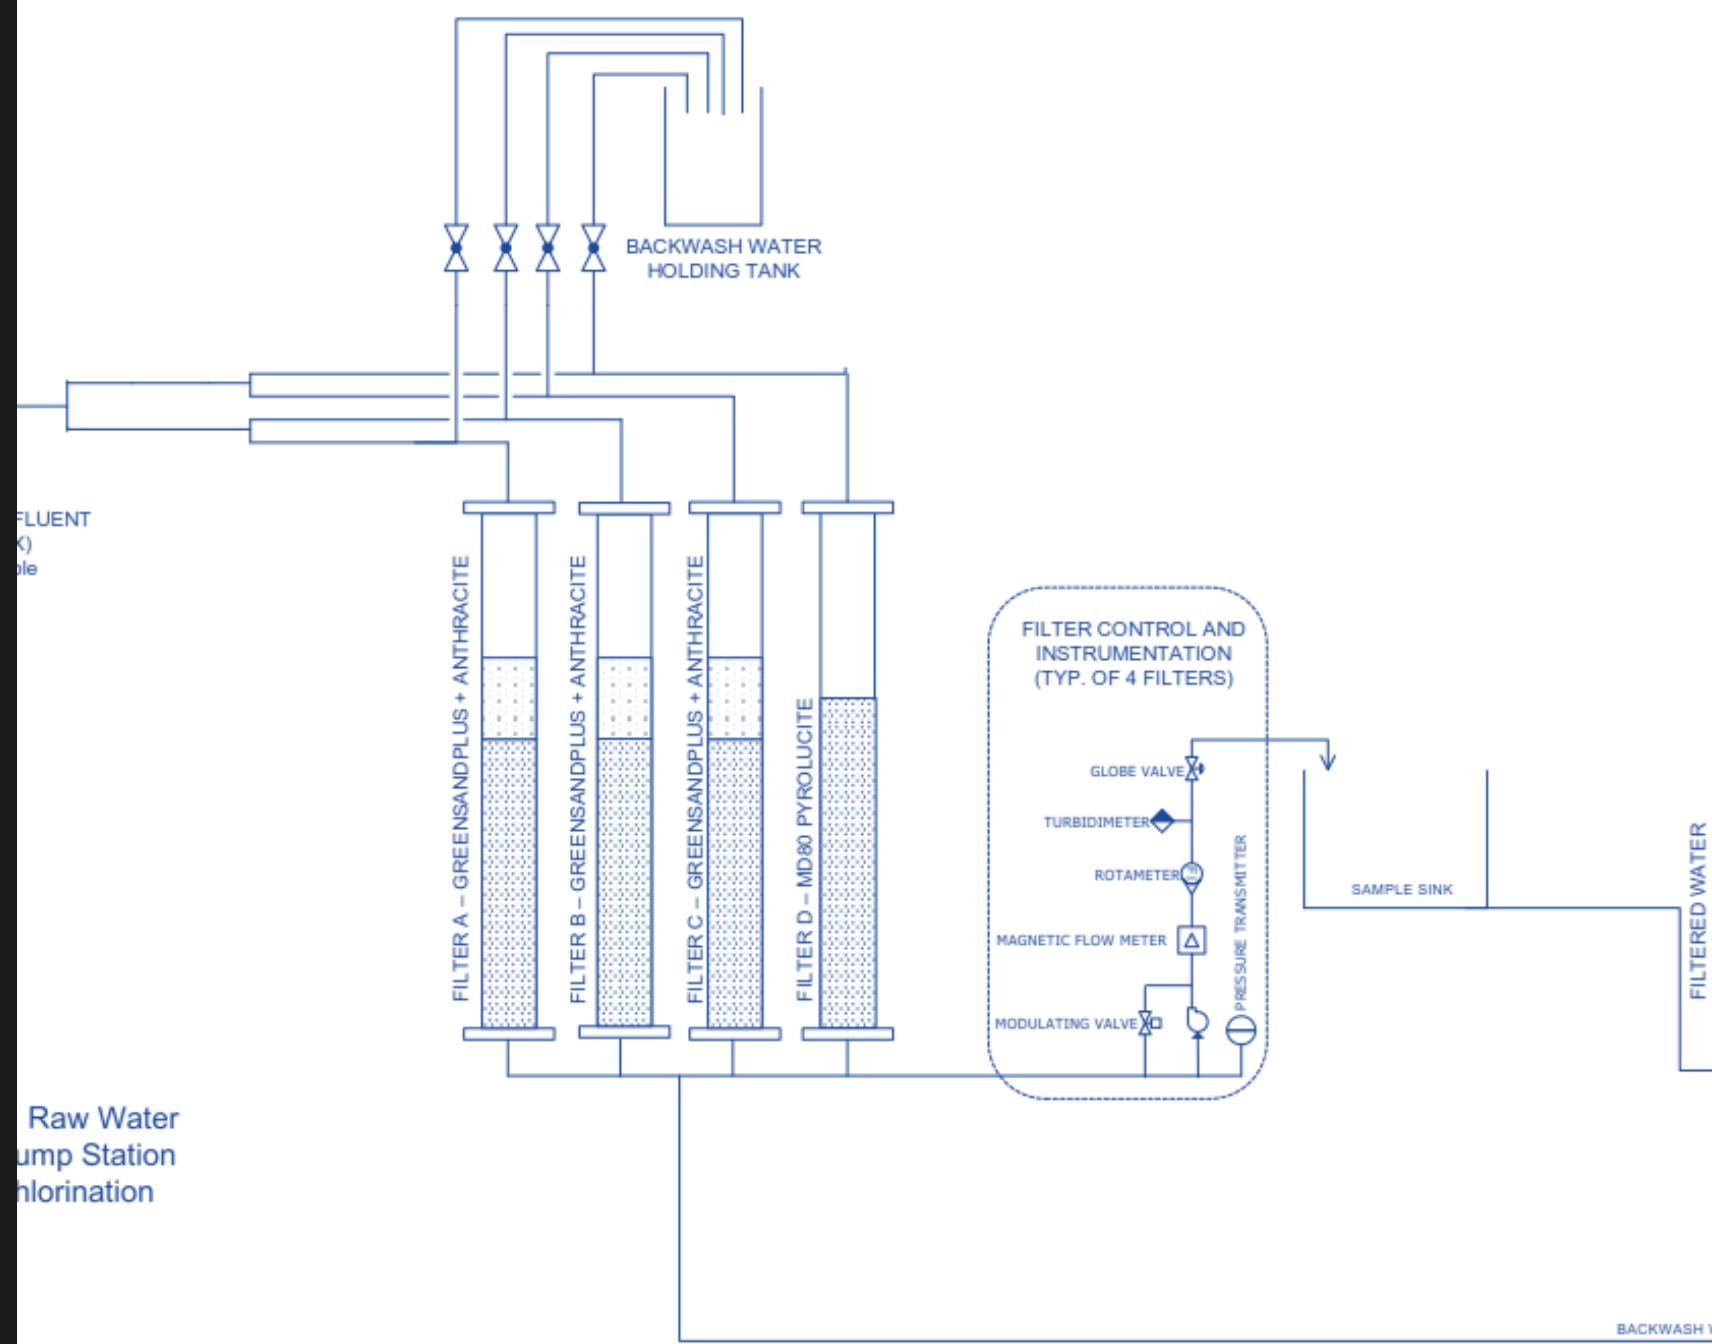 BACKWASH WATER
HOLDING TANK
FLUENT
FILTER A – GREENSANDPLUS + ANTHRACITE
FILTER B – GREENSANDPLUS + ANTHRACITE
FILTER C – GREENSANDPLUS + ANTHRACITE
FILTER D – MD80 PYROLUCITE
FILTER CONTROL AND
INSTRUMENTATION
(TYP. OF 4 FILTERS)
GLOBE VALVE
TURBIDIMETER
ROTAMETER
MAGNETIC FLOW METER
MODULATING VALVE
PRESSURE TRANSMITTER
SAMPLE SINK
FILTERED WATER
Raw Water
ump Station
hlorination
BACKWASH